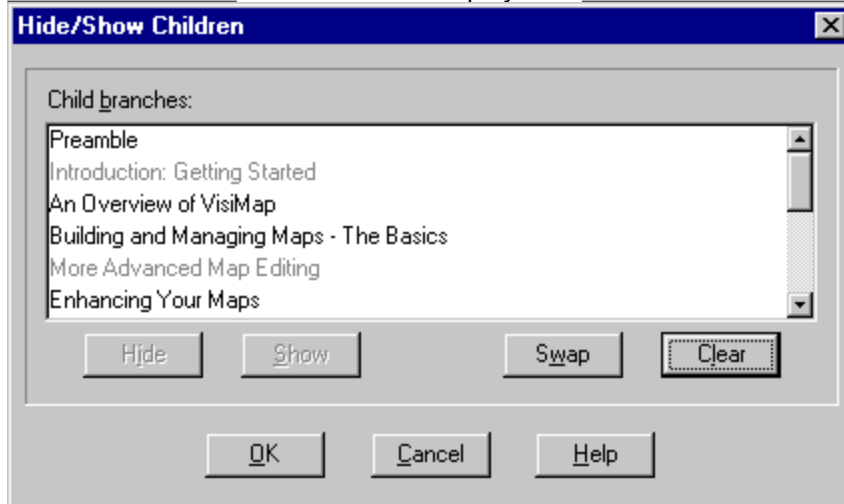 Hide/Show Children
Child branches:
Preamble
Introduction: Getting Started
An Overview of VisiMap
Building and Managing Maps - The Basics
More Advanced Map Editing
Enhancing Your Maps
Hide Show Swap Clear
OK Cancel Help